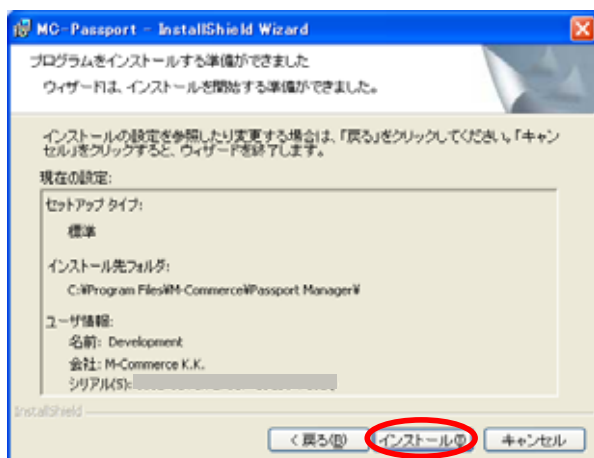 MC-Passport - InstallShield Wizard
プログラムをインストールする準備ができました
ウィザードは、インストールを開始する準備ができました。
インストールの設定を参照したり変更する場合は、「戻る」をクリックしてください。「キャン
セル」をクリックすると、ウィザードを終了します。
現在の設定:
セットアップ タイプ:
標準
インストール先フォルダ:
C:¥Program Files¥M-Commerce¥Passport Manager¥
ユーザ情報:
名前: Development
会社: M-Commerce K.K.
シリアル(S):
InstallShield
< 戻る(B) インストール(I) キャンセル